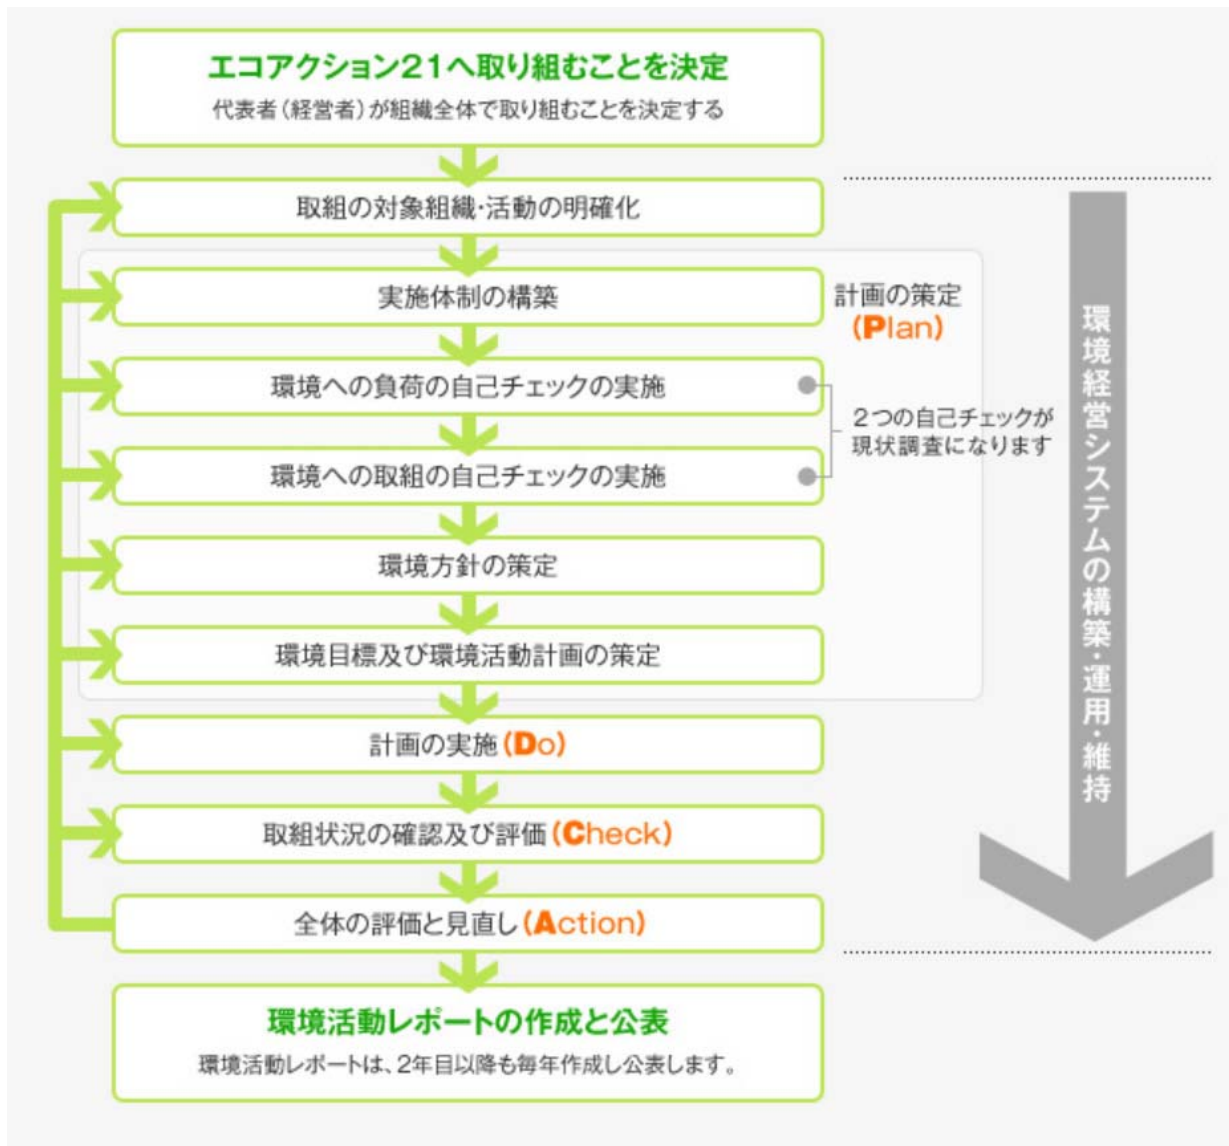 エコアクション21へ取り組むことを決定
代表者(経営者)が組織全体で取り組むことを決定する
取組の対象組織・活動の明確化
実施体制の構築
計画の策定
(Plan)
環境への負荷の自己チェックの実施
2つの自己チェックが
現状調査になります
環境への取組の自己チェックの実施
環境方針の策定
環境目標及び環境活動計画の策定
計画の実施(Do)
取組状況の確認及び評価(Check)
全体の評価と見直し(Action)
環境経営システムの構築・運用・維持
環境活動レポートの作成と公表
環境活動レポートは、2年目以降も毎年作成し公表します。